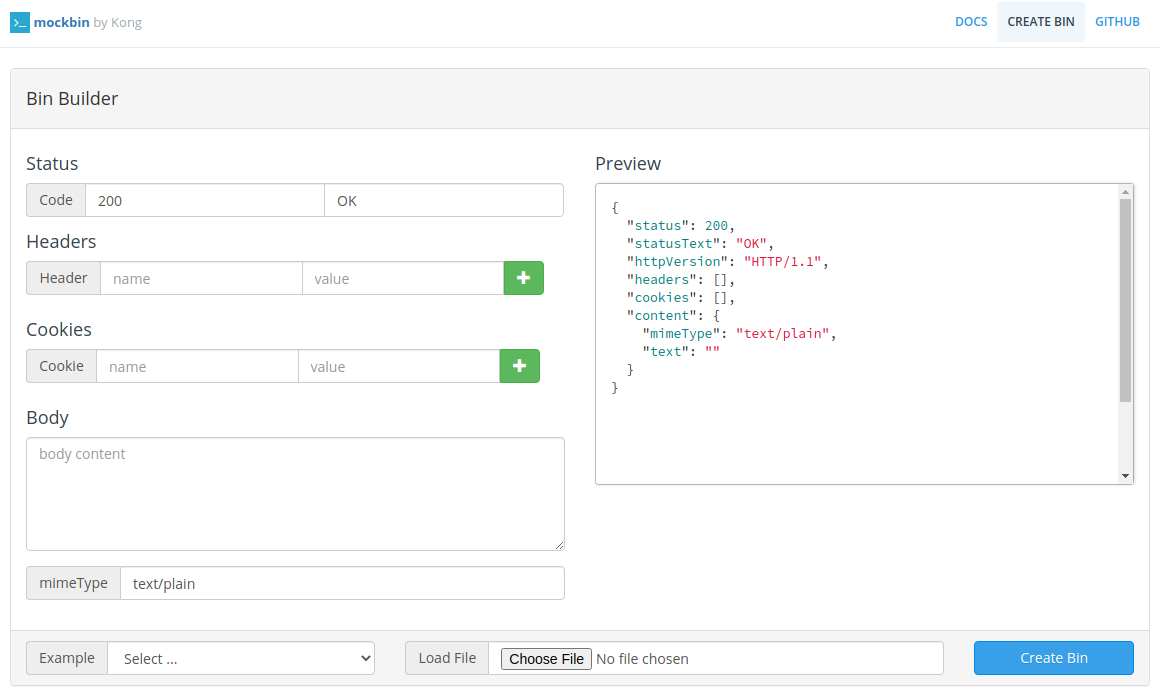 >_ mockbin by Kong
DOCS CREATE BIN GITHUB
Bin Builder
Status
Code 200 OK
Headers
Header name value +
Cookies
Cookie name value +
Body
body content
mimeType text/plain
Preview
{
  "status": 200,
  "statusText": "OK",
  "httpVersion": "HTTP/1.1",
  "headers": [],
  "cookies": [],
  "content": {
    "mimeType": "text/plain",
    "text": ""
  }
}
Example Select ...
Load File Choose File No file chosen
Create Bin